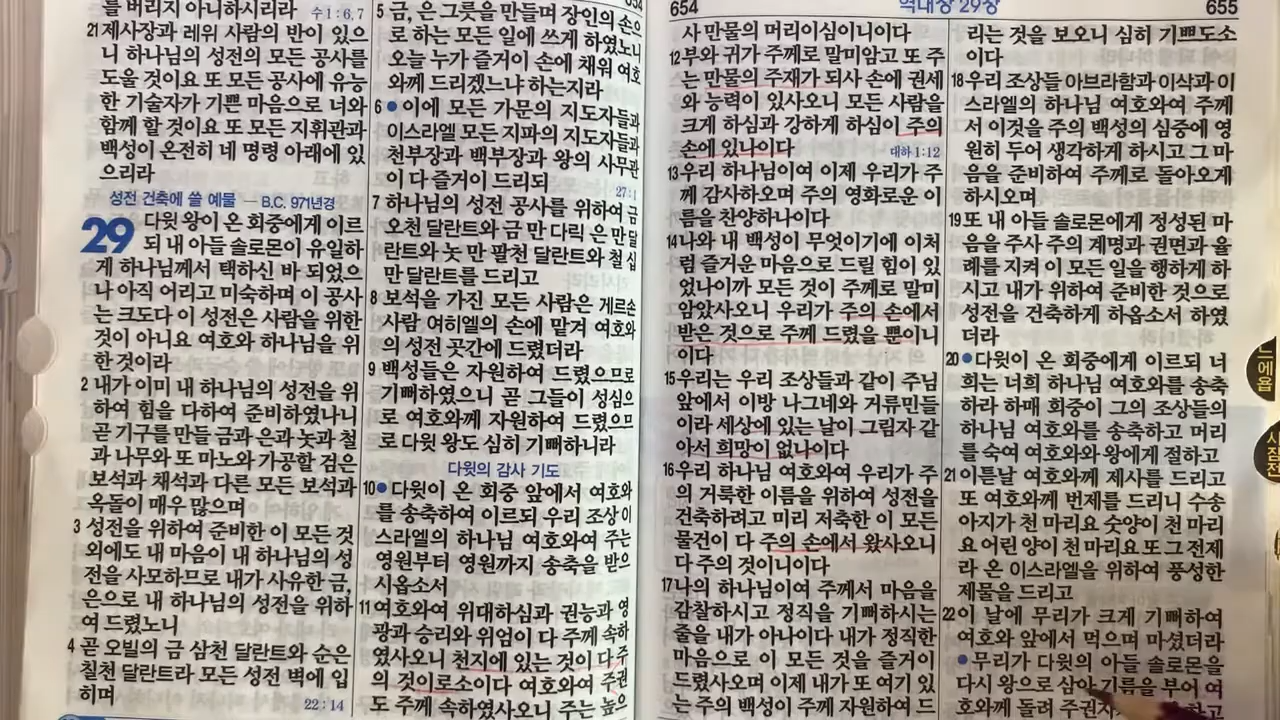 를 버리지 아니하시리라 수1:6,7
21 제사장과 레위 사람의 반이 있으
니 하나님의 성전의 모든 공사를
도울 것이요 또 모든 공사에 유능
한 기술자가 기쁜 마음으로 너와
함께 할 것이요 또 모든 지휘관과
백성이 온전히 네 명령 아래에 있
으리라
성전 건축에 쓸 예물 – B.C. 971년경
29 다윗 왕이 온 회중에게 이르
되 내 아들 솔로몬이 유일하
게 하나님께서 택하신 바 되었으
나 아직 어리고 미숙하며 이 공사
는 크도다 이 성전은 사람을 위한
것이 아니요 여호와 하나님을 위
한 것이라
2 내가 이미 내 하나님의 성전을 위
하여 힘을 다하여 준비하였나니
곧 기구를 만들 금과 은과 놋과 철
과 나무와 또 마노와 가공할 검은
보석과 채석과 다른 모든 보석과
옥돌이 매우 많으며
3 성전을 위하여 준비한 이 모든 것
외에도 내 마음이 내 하나님의 성
전을 사모하므로 내가 사유한 금,
은으로 내 하나님의 성전을 위하
여 드렸노니
4 곧 오빌의 금 삼천 달란트와 순은
칠천 달란트라 모든 성전 벽에 입
히며 22:14
5 금, 은 그릇을 만들며 장인의 손으
로 하는 모든 일에 쓰게 하였노니
오늘 누가 즐거이 손에 채워 여호
와께 드리겠느냐 하는지라
6 ●이에 모든 가문의 지도자들과
이스라엘 모든 지파의 지도자들과
천부장과 백부장과 왕의 사무관
이 다 즐거이 드리되 27:1
7 하나님의 성전 공사를 위하여 금
오천 달란트와 금 만 다릭 은 만 달
란트와 놋 만 팔천 달란트와 철 십
만 달란트를 드리고
8 보석을 가진 모든 사람은 게르손
사람 여히엘의 손에 맡겨 여호와
의 성전 곳간에 드렸더라
9 백성들은 자원하여 드렸으므로
기뻐하였으니 곧 그들이 성심으
로 여호와께 자원하여 드렸으므
로 다윗 왕도 심히 기뻐하니라
다윗의 감사 기도
10 ●다윗이 온 회중 앞에서 여호와
를 송축하여 이르되 우리 조상 이
스라엘의 하나님 여호와여 주는
영원부터 영원까지 송축을 받으
시옵소서
11 여호와여 위대하심과 권능과 영
광과 승리와 위엄이 다 주께 속하
였사오니 천지에 있는 것이 다 주
의 것이로소이다 여호와여 주권
도 주께 속하였사오니 주는 높으
654 역대상 29장 655
사 만물의 머리이심이니이다
12 부와 귀가 주께로 말미암고 또 주
는 만물의 주재가 되사 손에 권세
와 능력이 있사오니 모든 사람을
크게 하심과 강하게 하심이 주의
손에 있나이다 대하 1:12
13 우리 하나님이여 이제 우리가 주
께 감사하오며 주의 영화로운 이
름을 찬양하나이다
14 나와 내 백성이 무엇이기에 이처
럼 즐거운 마음으로 드릴 힘이 있
었나이까 모든 것이 주께로 말미
암았사오니 우리가 주의 손에서
받은 것으로 주께 드렸을 뿐이니
이다
15 우리는 우리 조상들과 같이 주님
앞에서 이방 나그네와 거류민들
이라 세상에 있는 날이 그림자 같
아서 희망이 없나이다
16 우리 하나님 여호와여 우리가 주
의 거룩한 이름을 위하여 성전을
건축하려고 미리 저축한 이 모든
물건이 다 주의 손에서 왔사오니
다 주의 것이니이다
17 나의 하나님이여 주께서 마음을
감찰하시고 정직을 기뻐하시는
줄을 내가 아나이다 내가 정직한
마음으로 이 모든 것을 즐거이
드렸사오며 이제 내가 또 여기 있
는 주의 백성이 주께 자원하여 드
리는 것을 보오니 심히 기쁘도소
이다
18 우리 조상들 아브라함과 이삭과 이
스라엘의 하나님 여호와여 주께
서 이것을 주의 백성의 심중에 영
원히 두어 생각하게 하시고 그 마
음을 준비하여 주께로 돌아오게
하시오며
19 또 내 아들 솔로몬에게 정성된 마
음을 주사 주의 계명과 권면과 율
례를 지켜 이 모든 일을 행하게 하
시고 내가 위하여 준비한 것으로
성전을 건축하게 하옵소서 하였
더라
20 ●다윗이 온 회중에게 이르되 너
희는 너희 하나님 여호와를 송축
하라 하매 회중이 그의 조상들의
하나님 여호와를 송축하고 머리
를 숙여 여호와와 왕에게 절하고
21 이튿날 여호와께 제사를 드리고
또 여호와께 번제를 드리니 수송
아지가 천 마리요 숫양이 천 마리
요 어린 양이 천 마리요 또 그 전제
라 온 이스라엘을 위하여 풍성한
제물을 드리고
22 이 날에 무리가 크게 기뻐하여
여호와 앞에서 먹으며 마셨더라
●무리가 다윗의 아들 솔로몬을
다시 왕으로 삼아 기름을 부어 여
호와께 돌려 주권자 하고